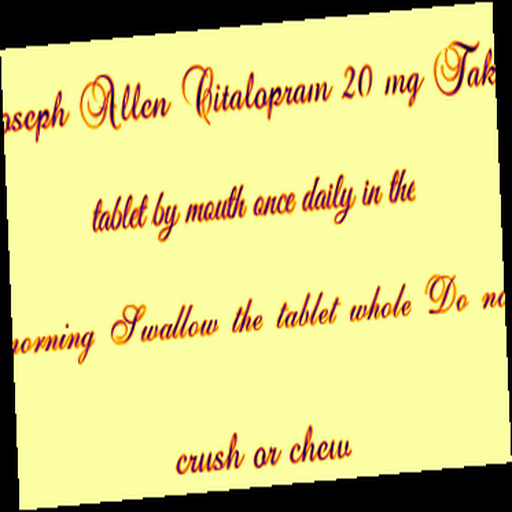 oseph Allen Citalopram 20 mg Tak
tablet by mouth once daily in the
norning Swallow the tablet whole Do no
crush or chew